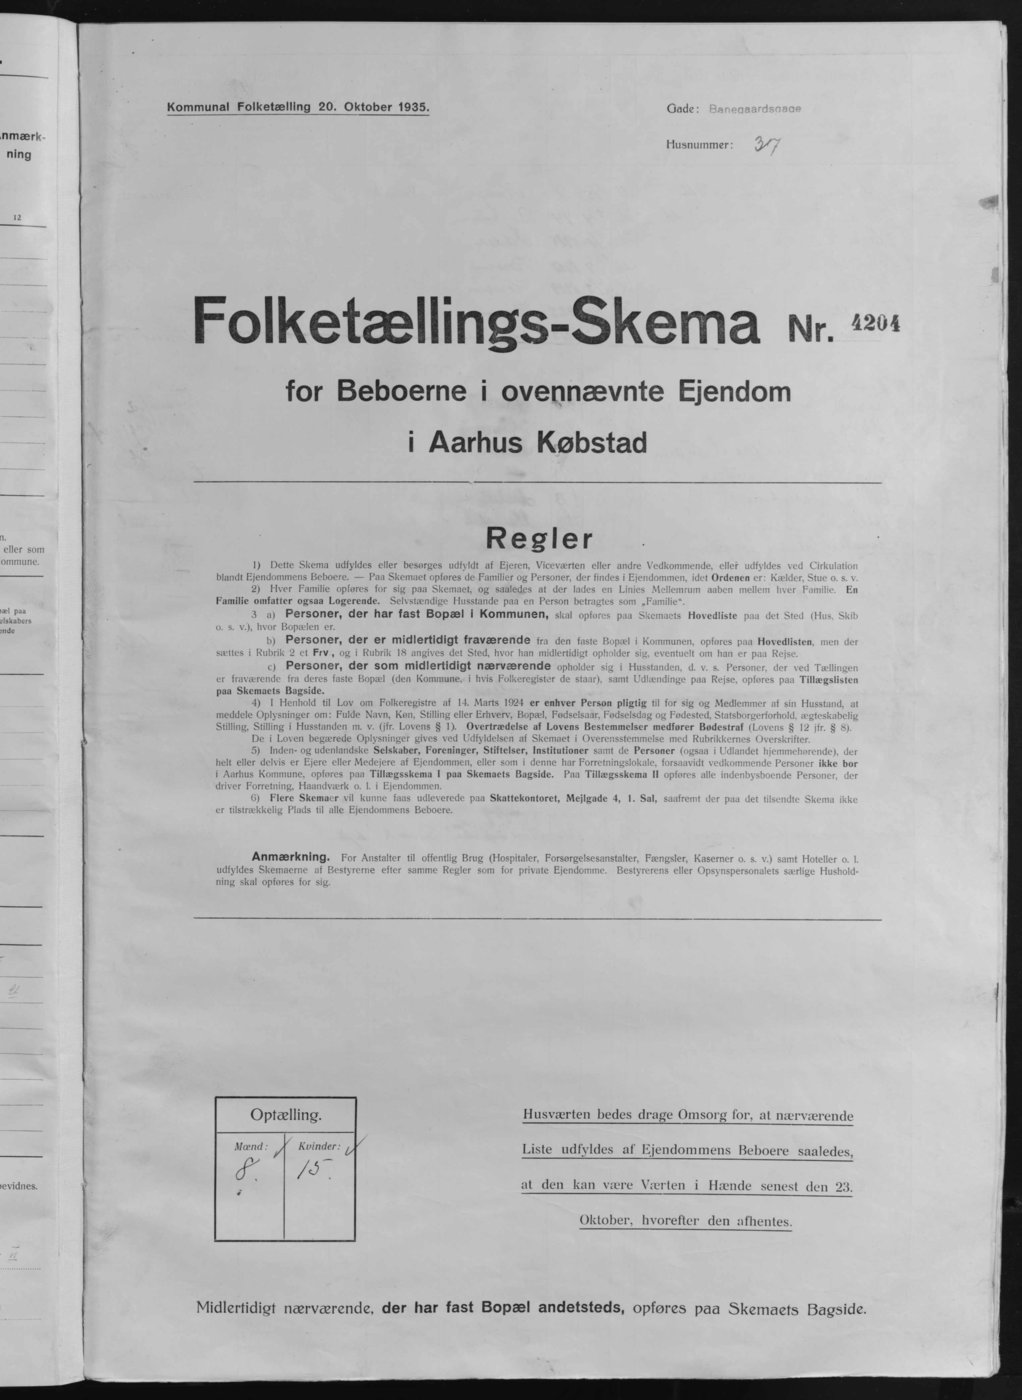 nmærk-
ning
12
n.
eller som
ommune.
æl paa
elskabers
ende
evidnes.
Kommunal Folketælling 20. Oktober 1935.
Gade: Banegaardsgade
Husnummer: 37
Folketællings-Skema Nr. 4204
for Beboerne i ovennævnte Ejendom
i Aarhus Købstad
Regler
1) Dette Skema udfyldes eller besørges udfyldt af Ejeren, Viceværten eller andre Vedkommende, eller udfyldes ved Cirkulation
blandt Ejendommens Beboere. — Paa Skemaet opføres de Familier og Personer, der findes i Ejendommen, idet Ordenen er: Kælder, Stue o. s. v.
2) Hver Familie opføres for sig paa Skemaet, og saaledes at der lades en Linies Mellemrum aaben mellem hver Familie. En
Familie omfatter ogsaa Logerende. Selvstændige Husstande paa en Person betragtes som „Familie“.
3 a) Personer, der har fast Bopæl i Kommunen, skal opføres paa Skemaets Hovedliste paa det Sted (Hus, Skib
o. s. v.), hvor Bopælen er.
b) Personer, der er midlertidigt fraværende fra den faste Bopæl i Kommunen, opføres paa Hovedlisten, men der
sættes i Rubrik 2 et Frv., og i Rubrik 18 angives det Sted, hvor han midlertidigt opholder sig, eventuelt om han er paa Rejse.
c) Personer, der som midlertidigt nærværende opholder sig i Husstanden, d. v. s. Personer, der ved Tællingen
er fraværende fra deres faste Bopæl (den Kommune, i hvis Folkeregister de staar), samt Udlændinge paa Rejse, opføres paa Tillægslisten
paa Skemaets Bagside.
4) I Henhold til Lov om Folkeregistre af 14. Marts 1924 er enhver Person pligtig til for sig og Medlemmer af sin Husstand, at
meddele Oplysninger om: Fulde Navn, Køn, Stilling eller Erhverv, Bopæl, Fødselsaar, Fødselsdag og Fødested, Statsborgerforhold, ægteskabelig
Stilling, Stilling i Husstanden m. v. (jfr. Lovens § 1). Overtrædelse af Lovens Bestemmelser medfører Bødestraf (Lovens § 12 jfr. § 8).
De i Loven begærede Oplysninger gives ved Udfyldelsen af Skemaet i Overensstemmelse med Rubrikkernes Overskrifter.
5) Inden- og udenlandske Selskaber, Foreninger, Stiftelser, Institutioner samt de Personer (ogsaa i Udlandet hjemmehørende), der
helt eller delvis er Ejere eller Medejere af Ejendommen, eller som i denne har Forretningslokale, forsaavidt vedkommende Personer ikke bor
i Aarhus Kommune, opføres paa Tillægsskema I paa Skemaets Bagside. Paa Tillægsskema II opføres alle indenbysboende Personer, der
driver Forretning, Haandværk o. l. i Ejendommen.
6) Flere Skemaer vil kunne faas udleverede paa Skattekontoret, Mejlgade 4, 1. Sal, saafremt der paa det tilsendte Skema ikke
er tilstrækkelig Plads til alle Ejendommens Beboere.
Anmærkning. For Anstalter til offentlig Brug (Hospitaler, Forsørgelsesanstalter, Fængsler, Kaserner o. s. v.) samt Hoteller o. l.
udfyldes Skemaerne af Bestyrerne efter samme Regler som for private Ejendomme. Bestyrerens eller Opsynspersonalets særlige Hushold-
ning skal opføres for sig.
Optælling.
Mænd: Kvinder:
8. 15.
Husværten bedes drage Omsorg for, at nærværende
Liste udfyldes af Ejendommens Beboere saaledes,
at den kan være Værten i Hænde senest den 23.
Oktober, hvorefter den afhentes.
Midlertidigt nærværende, der har fast Bopæl andetsteds, opføres paa Skemaets Bagside.